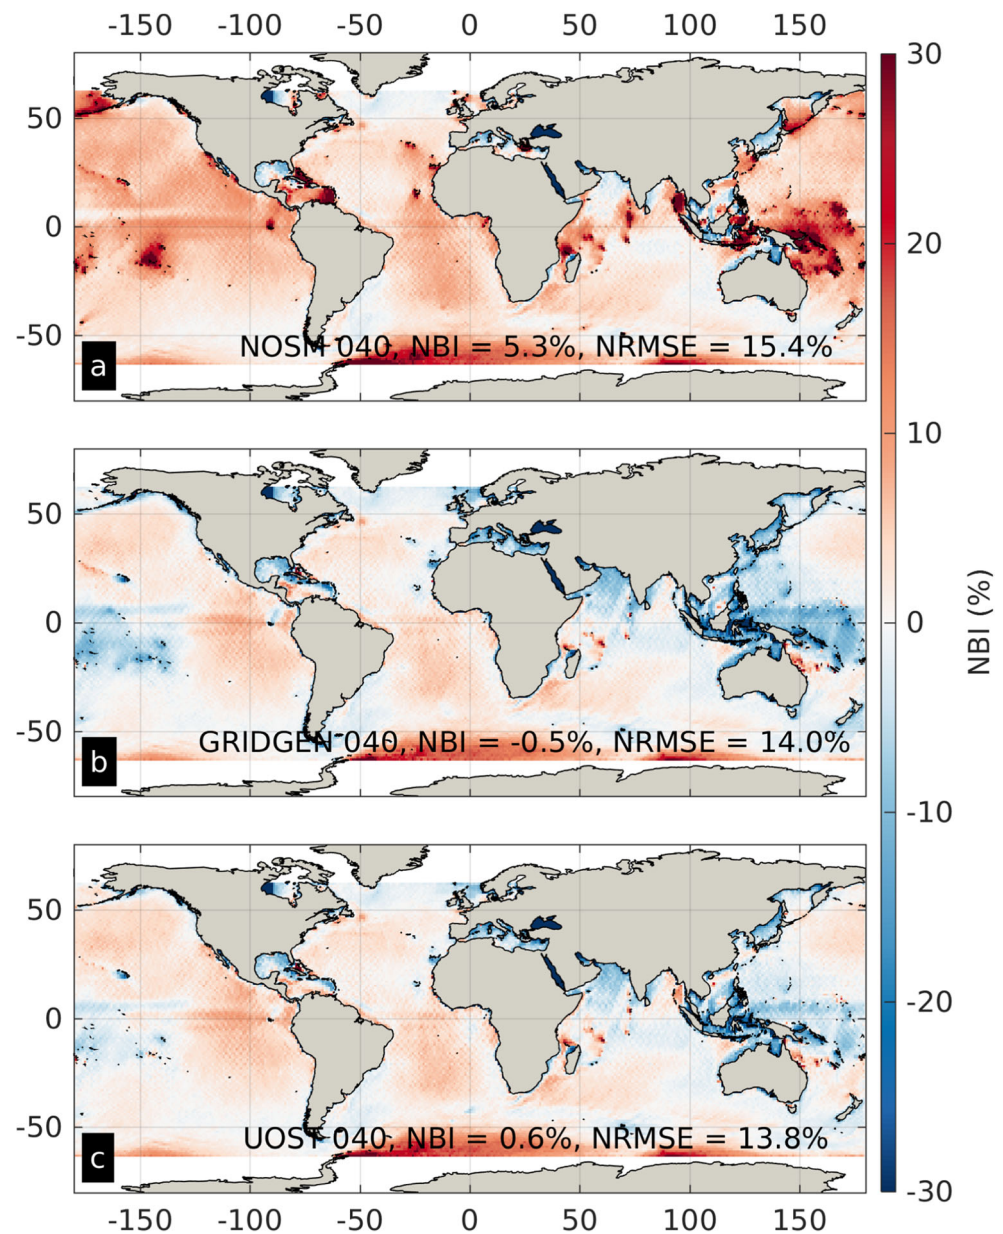 -150 -100 -50 0 50 100 150
50
0
-50
a
NOSM 040, NBI = 5.3%, NRMSE = 15.4%
50
0
-50
b
GRIDGEN 040, NBI = -0.5%, NRMSE = 14.0%
50
0
-50
c
UOST 040, NBI = 0.6%, NRMSE = 13.8%
-150 -100 -50 0 50 100 150
30
20
10
0
-10
-20
-30
NBI (%)